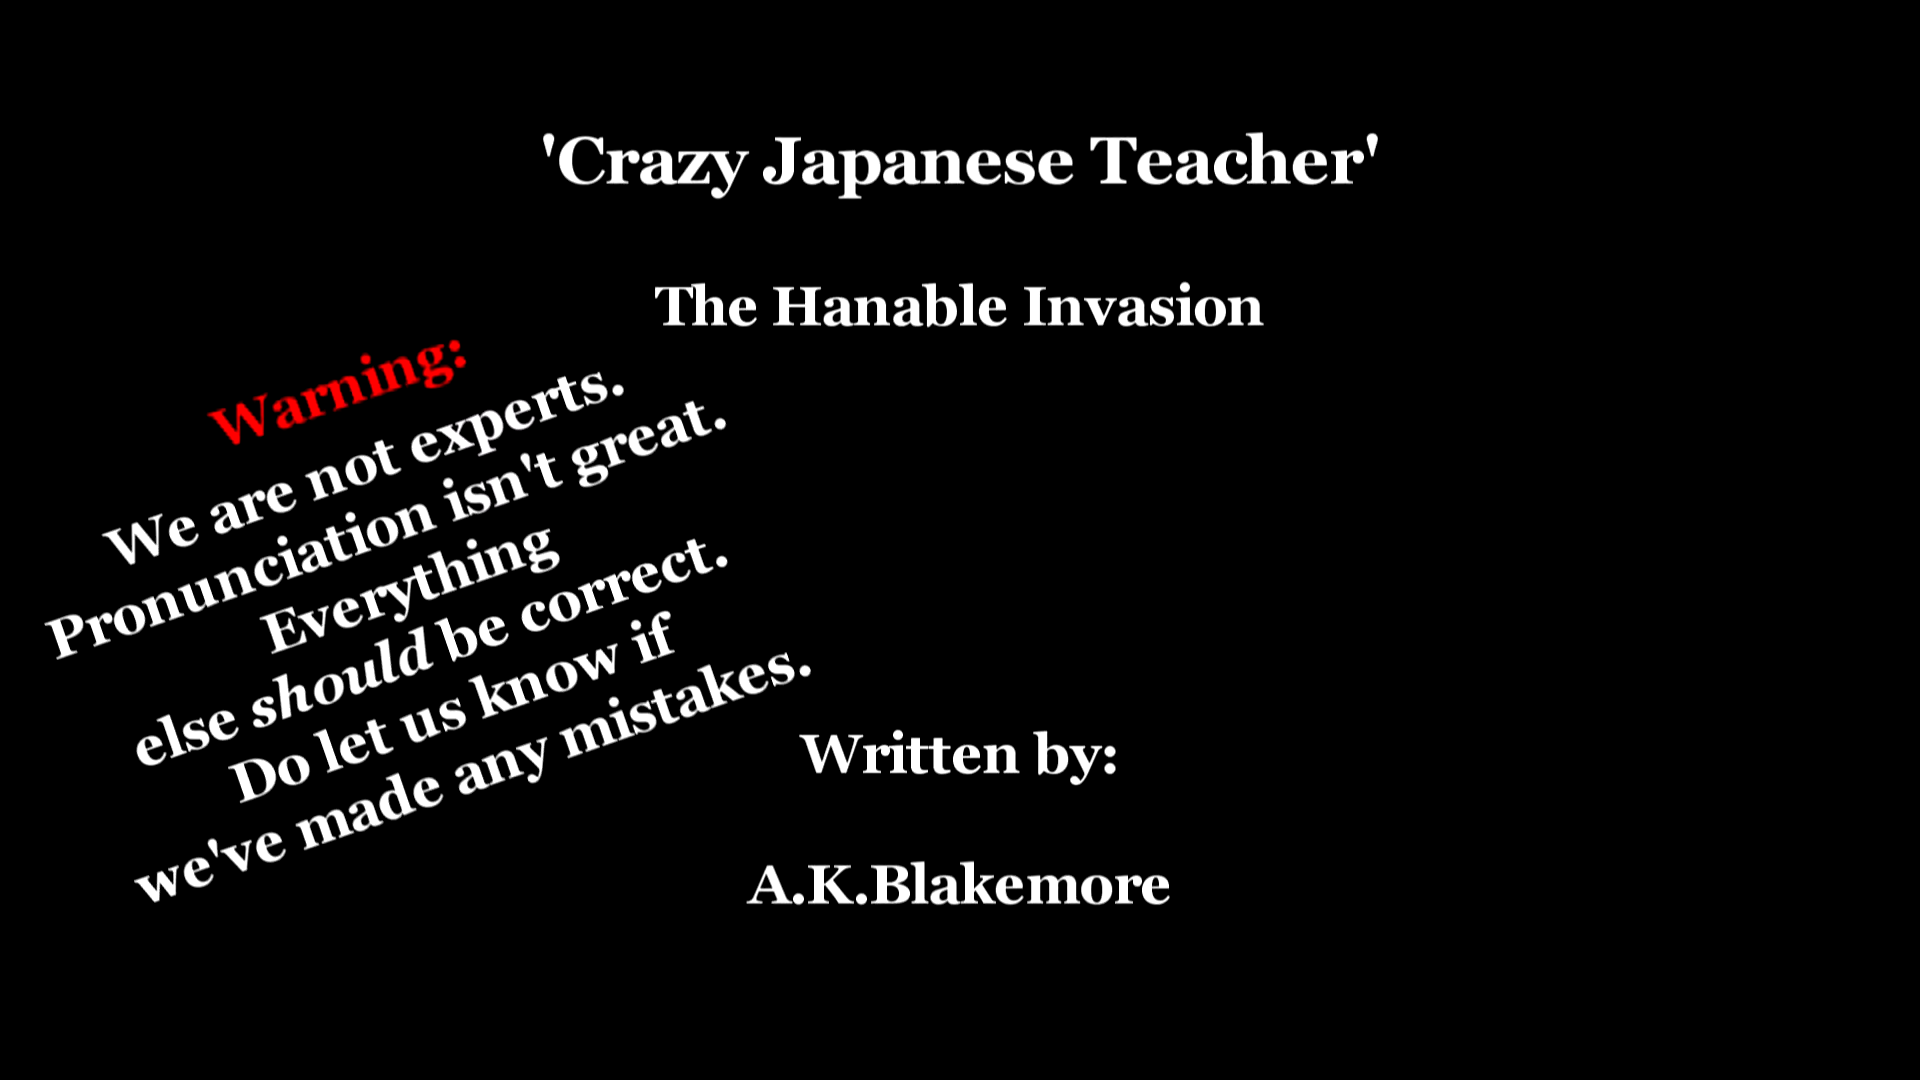 'Crazy Japanese Teacher'
The Hanable Invasion
Warning:
We are not experts.
Pronunciation isn't great.
Everything
else should be correct.
Do let us know if
we've made any mistakes.
Written by:
A.K.Blakemore